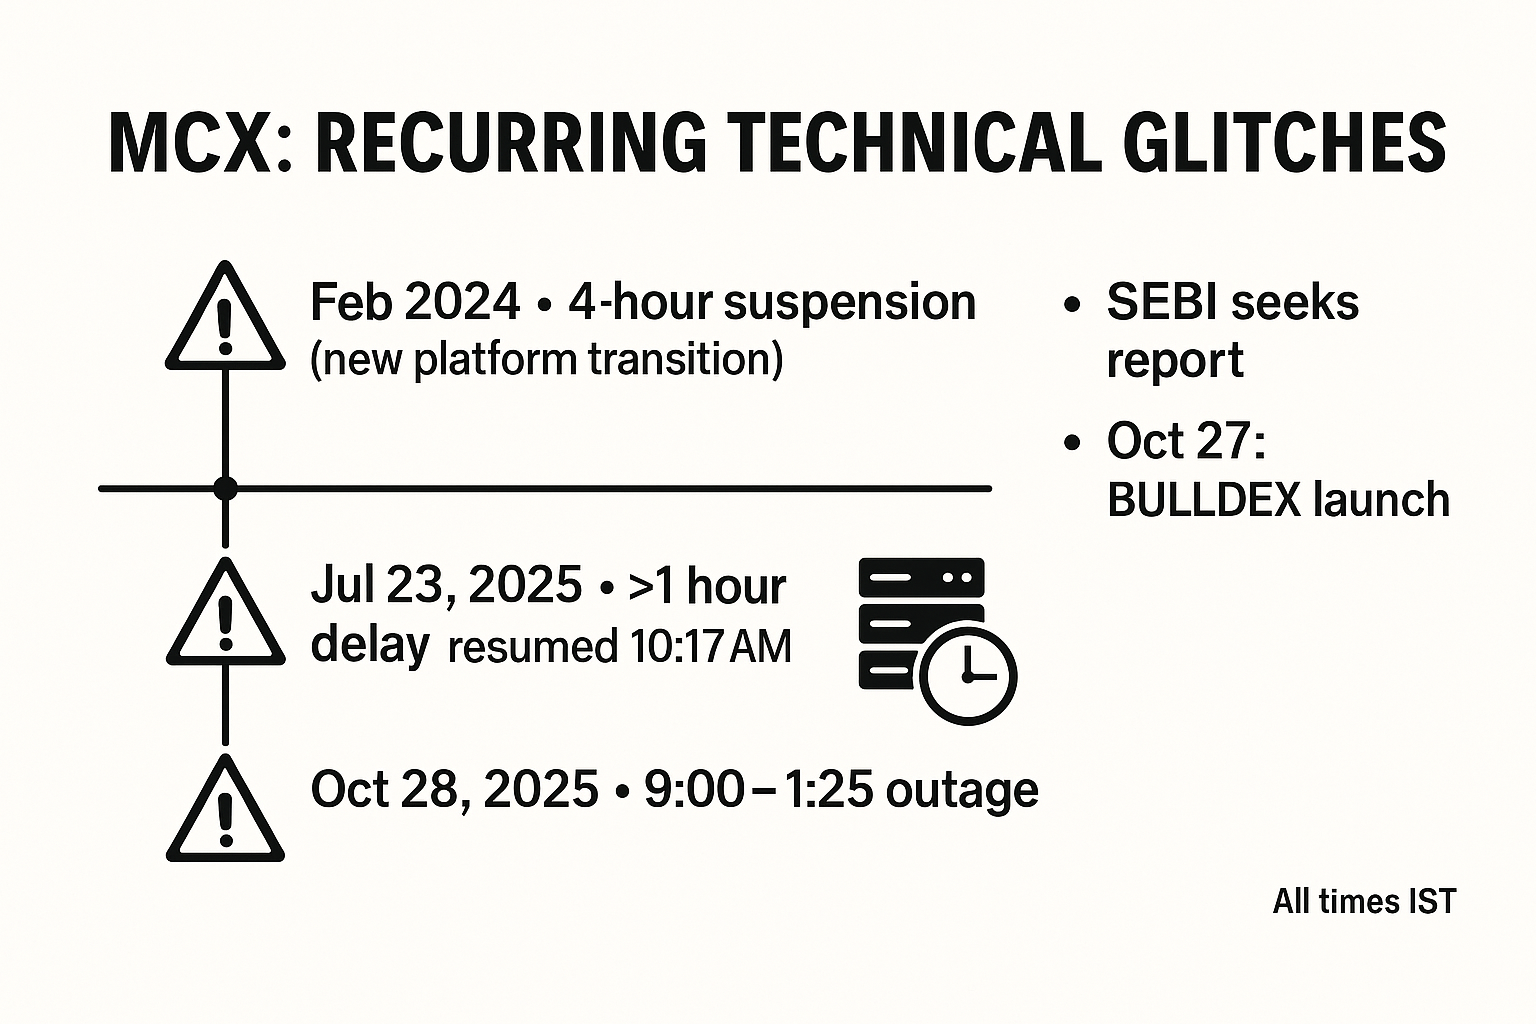 MCX: RECURRING TECHNICAL GLITCHES
Feb 2024 • 4-hour suspension
(new platform transition)
Jul 23, 2025 • >1 hour
delay resumed 10:17 AM
Oct 28, 2025 • 9:00–1:25 outage
• SEBI seeks
report
• Oct 27:
BULLDEX launch
All times IST